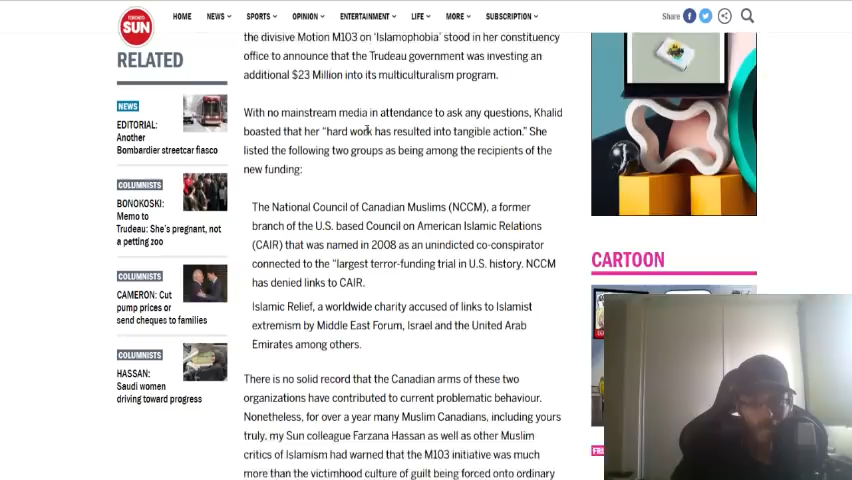 TORONTO
SUN
HOME NEWS SPORTS OPINION ENTERTAINMENT LIFE MORE SUBSCRIPTION Share
the divisive Motion M103 on ‘Islamophobia’ stood in her constituency
office to announce that the Trudeau government was investing an
additional $23 Million into its multiculturalism program.
With no mainstream media in attendance to ask any questions, Khalid
boasted that her “hard work has resulted into tangible action.” She
listed the following two groups as being among the recipients of the
new funding:
The National Council of Canadian Muslims (NCCM), a former
branch of the U.S. based Council on American Islamic Relations
(CAIR) that was named in 2008 as an unindicted co-conspirator
connected to the “largest terror-funding trial in U.S. history. NCCM
has denied links to CAIR.
Islamic Relief, a worldwide charity accused of links to Islamist
extremism by Middle East Forum, Israel and the United Arab
Emirates among others.
There is no solid record that the Canadian arms of these two
organizations have contributed to current problematic behaviour.
Nonetheless, for over a year many Muslim Canadians, including yours
truly, my Sun colleague Farzana Hassan as well as other Muslim
critics of Islamism had warned that the M103 initiative was much
more than the victimhood culture of guilt being forced onto ordinary
RELATED
NEWS
EDITORIAL:
Another
Bombardier streetcar fiasco
COLUMNISTS
BONOKOSKI:
Memo to
Trudeau: She’s pregnant, not
a petting zoo
COLUMNISTS
CAMERON: Cut
pump prices or
send cheques to families
COLUMNISTS
HASSAN:
Saudi women
driving toward progress
CARTOON